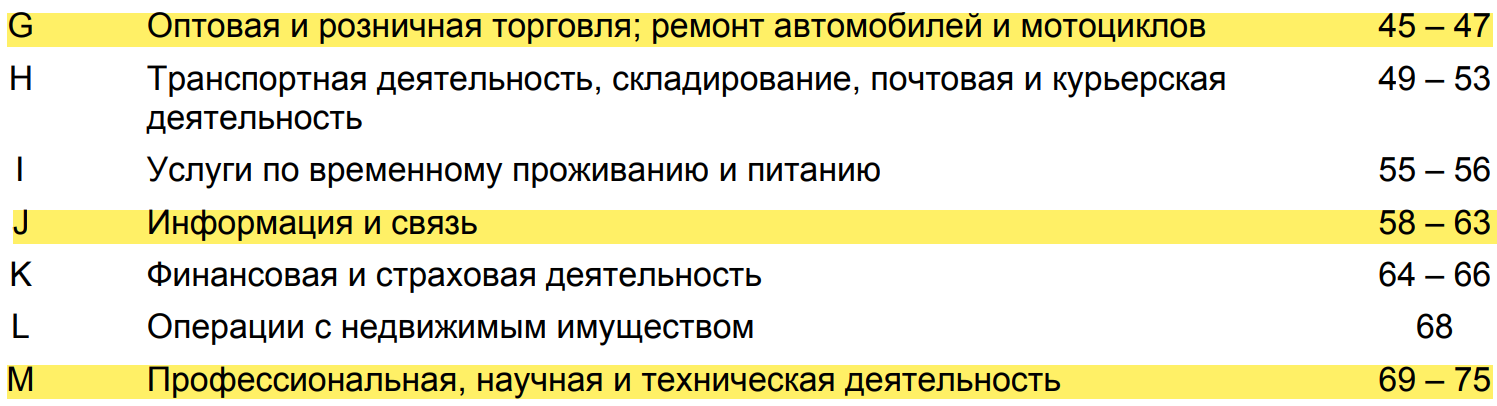 G Оптовая и розничная торговля; ремонт автомобилей и мотоциклов 45 – 47
H Транспортная деятельность, складирование, почтовая и курьерская 49 – 53
деятельность
I Услуги по временному проживанию и питанию 55 – 56
J Информация и связь 58 – 63
K Финансовая и страховая деятельность 64 – 66
L Операции с недвижимым имуществом 68
M Профессиональная, научная и техническая деятельность 69 – 75